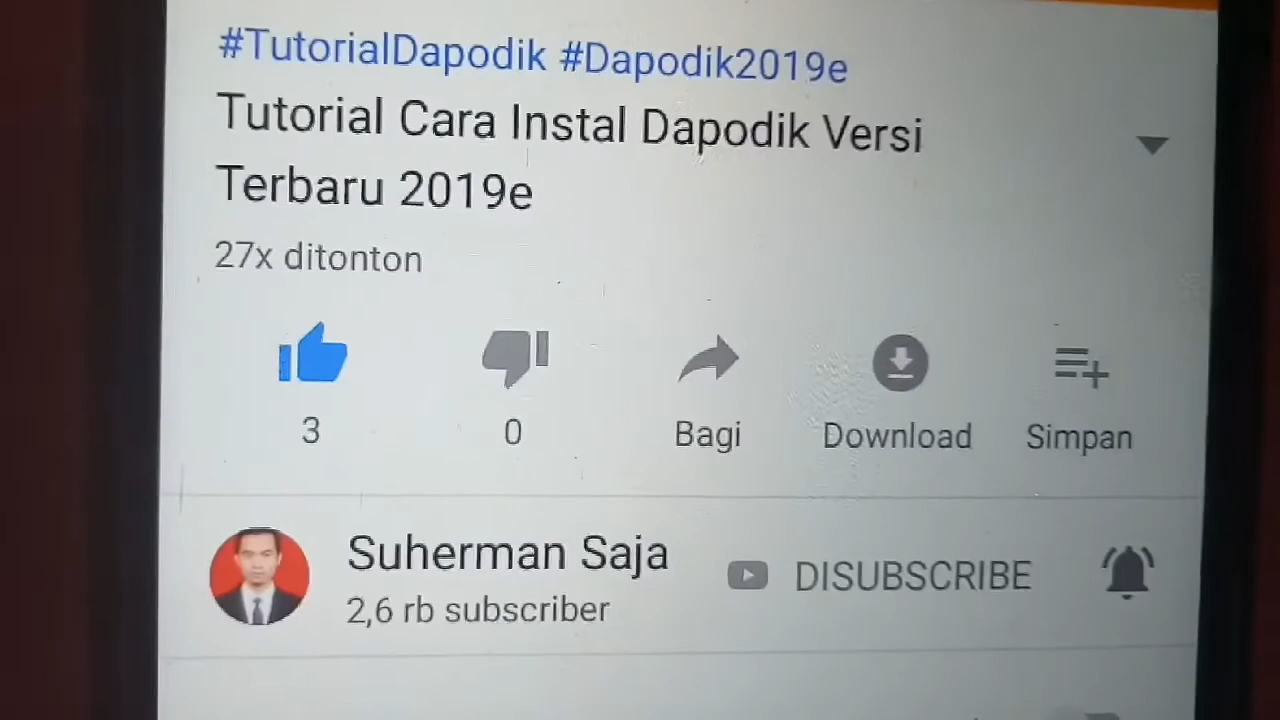 #TutorialDapodik #Dapodik2019e
Tutorial Cara Instal Dapodik Versi
Terbaru 2019e
27x ditonton
3
0
Bagi
Download
Simpan
Suherman Saja
DISUBSCRIBE
2,6 rb subscriber